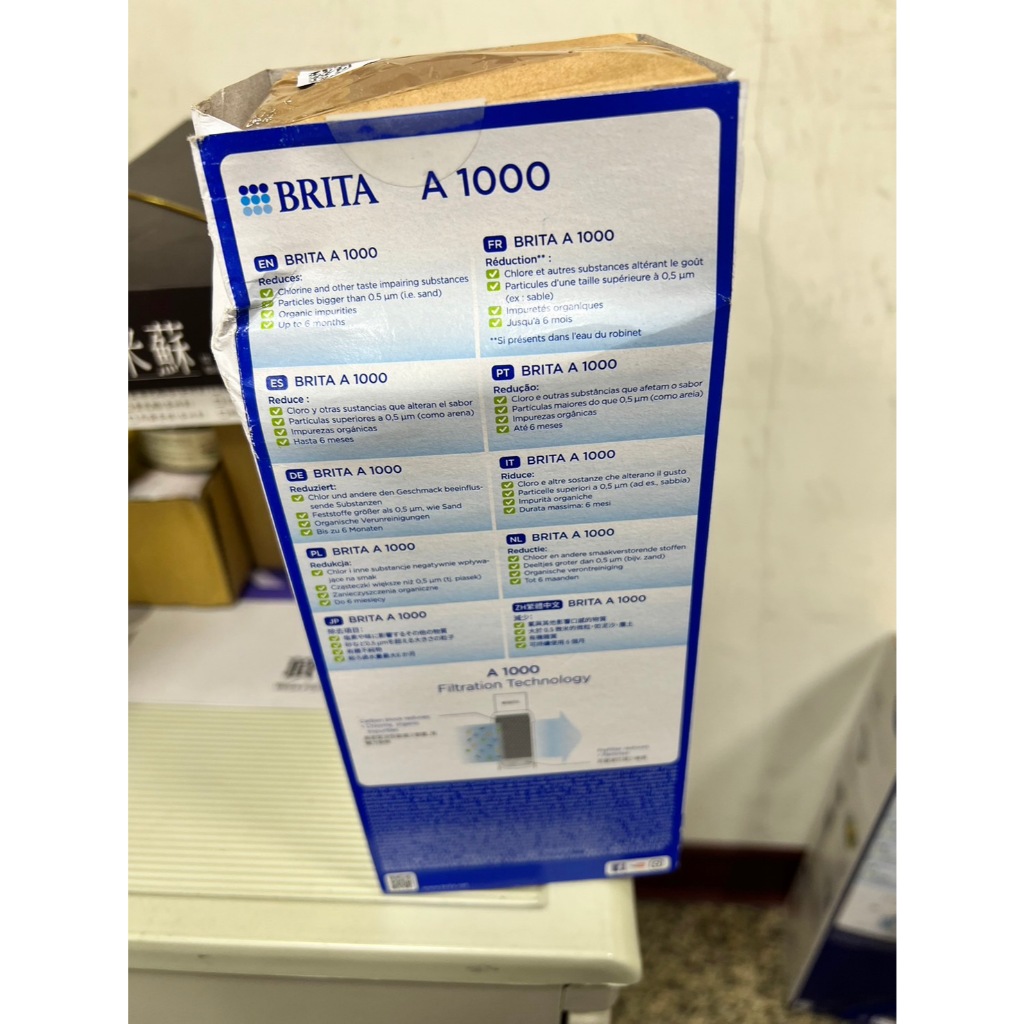 BRITA A 1000
EN BRITA A 1000
Reduces:
Chlorine and other taste impairing substances
Particles bigger than 0.5 µm (i.e. sand)
Organic impurities
Up to 6 months
FR BRITA A 1000
Réduction** :
Chlore et autres substances altérant le goût
Particules d'une taille supérieure à 0,5 µm
(ex : sable)
Impuretés organiques
Jusqu'à 6 mois
**Si présents dans l'eau du robinet
ES BRITA A 1000
Reduce :
Cloro y otras sustancias que alteran el sabor
Partículas superiores a 0,5 µm (como arena)
Impurezas orgánicas
Hasta 6 meses
PT BRITA A 1000
Redução:
Cloro e outras substâncias que afetam o sabor
Partículas maiores do que 0,5 µm (como areia)
Impurezas orgânicas
Até 6 meses
DE BRITA A 1000
Reduziert:
Chlor und andere den Geschmack beeinflus-
sende Substanzen
Feststoffe größer als 0,5 µm, wie Sand
Organische Verunreinigungen
Bis zu 6 Monaten
IT BRITA A 1000
Riduce:
Cloro e altre sostanze che alterano il gusto
Particelle superiori a 0,5 µm (ad es., sabbia)
Impurità organiche
Durata massima: 6 mesi
PL BRITA A 1000
Redukcja:
Chlor i inne substancje negatywnie wpływa-
jące na smak
Cząsteczki większe niż 0,5 µm (tj. piasek)
Zanieczyszczenia organiczne
Do 6 miesięcy
NL BRITA A 1000
Reductie:
Chloor en andere smaakverstorende stoffen
Deeltjes groter dan 0,5 µm (bijv. zand)
Organische verontreiniging
Tot 6 maanden
JP BRITA A 1000
除去項目:
ZH繁體中文 BRITA A 1000
減少:
A 1000
Filtration Technology
蘇